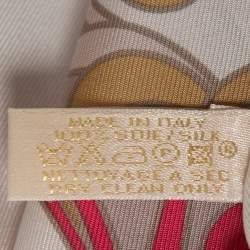 MADE IN ITALY
100% SOIE/SILK
NETTOYAGE A SEC
DRY CLEAN ONLY